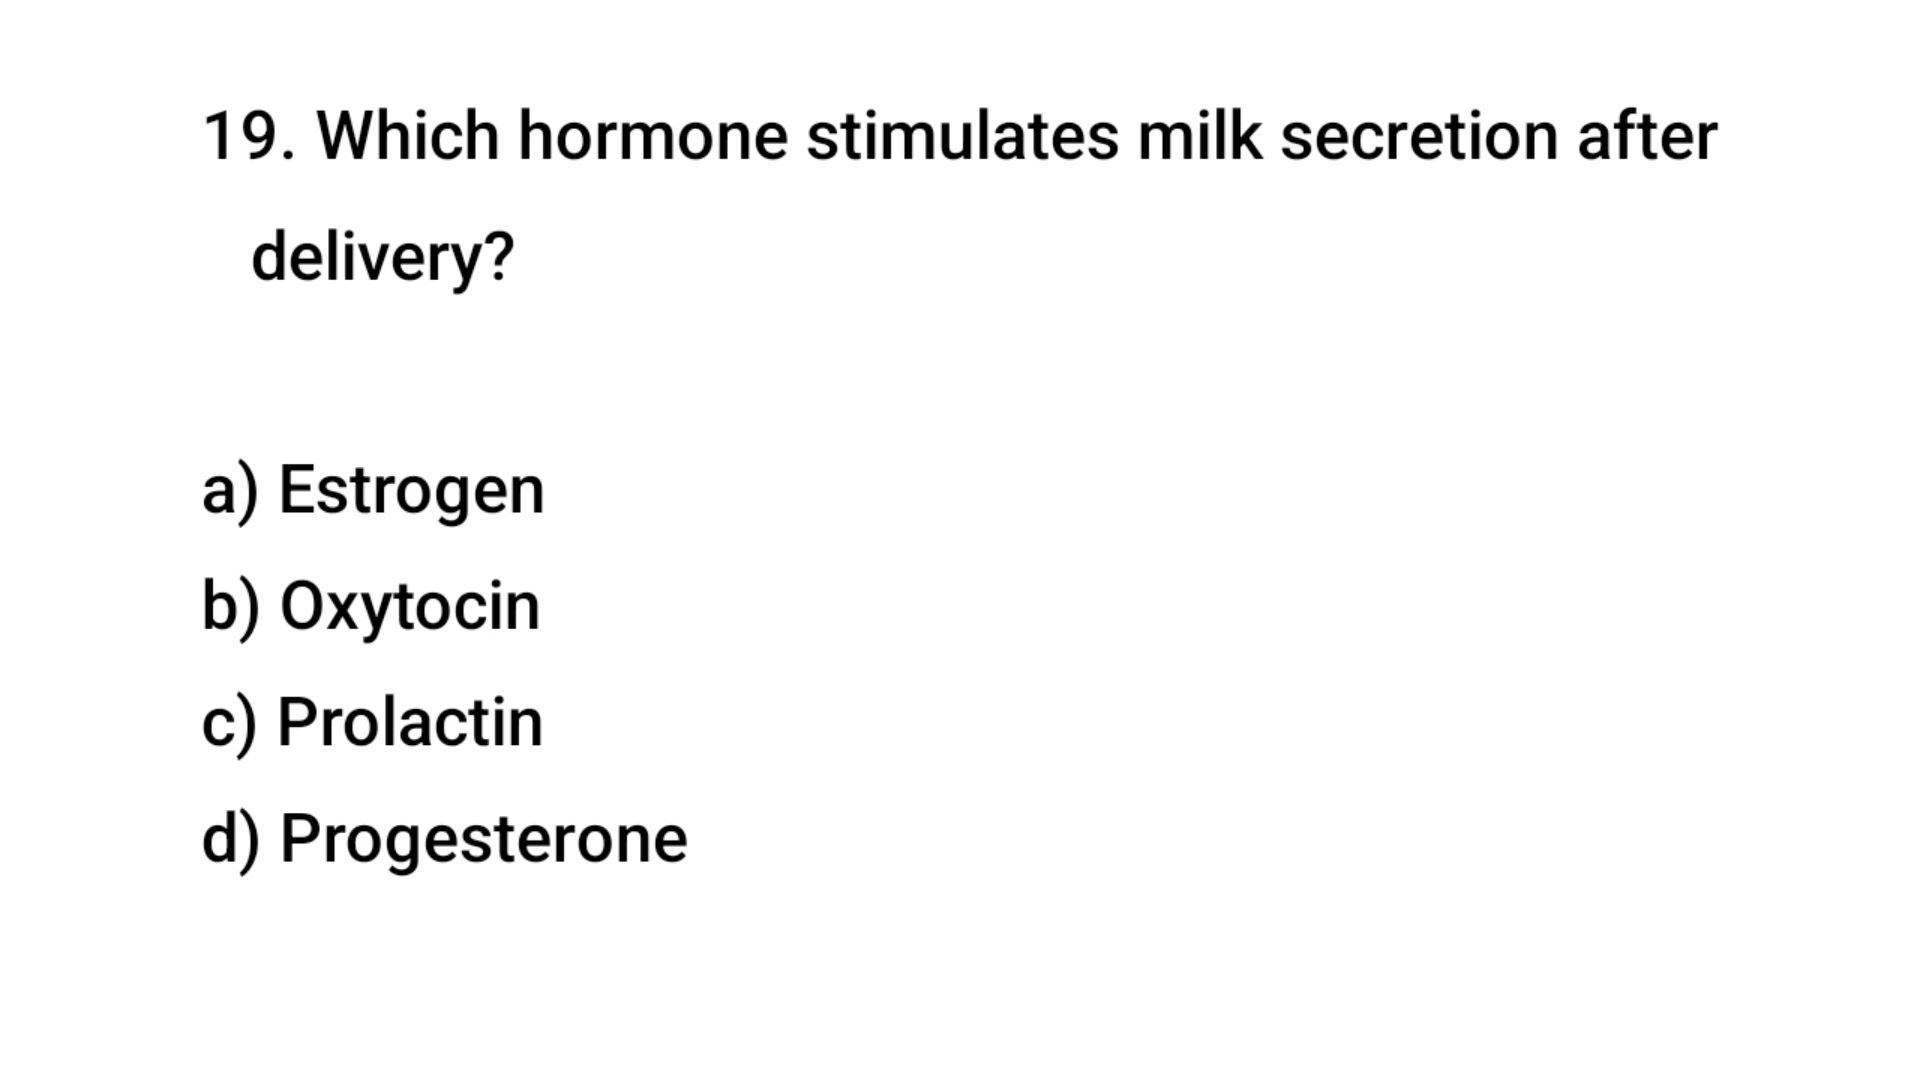 19. Which hormone stimulates milk secretion after
delivery?
a) Estrogen
b) Oxytocin
c) Prolactin
d) Progesterone